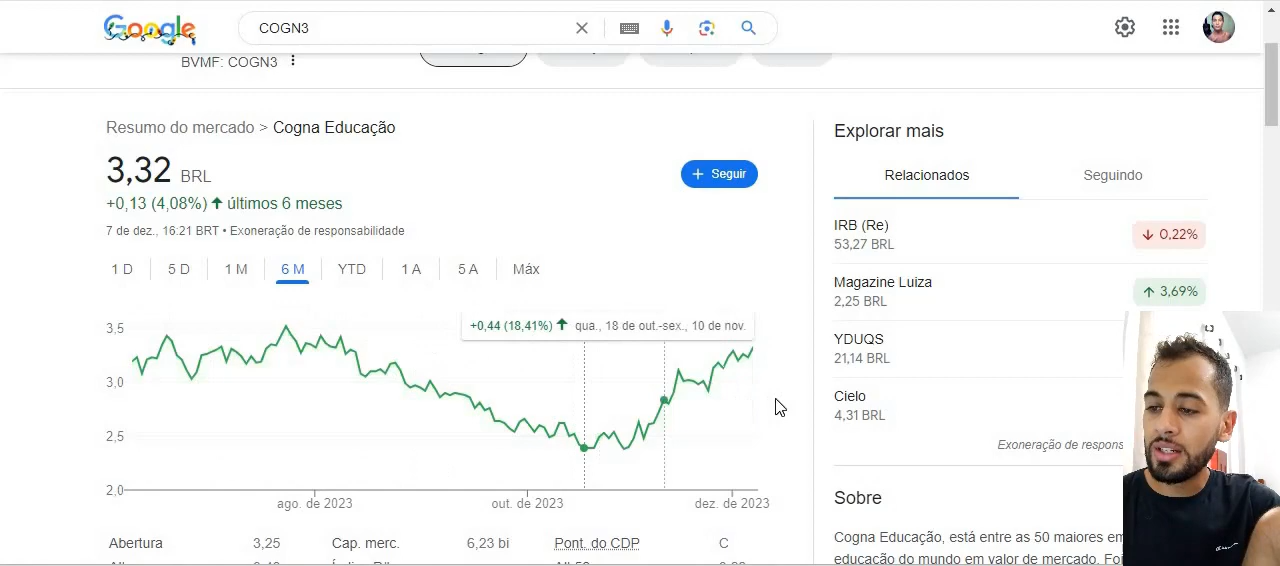 Google
COGN3
BVMF: COGN3
Resumo do mercado > Cogna Educação
3,32 BRL
+ Seguir
+0,13 (4,08%) ↑ últimos 6 meses
7 de dez., 16:21 BRT • Exoneração de responsabilidade
1 D 5 D 1 M 6 M YTD 1 A 5 A Máx
+0,44 (18,41%) ↑ qua., 18 de out.-sex., 10 de nov.
3,5
3,0
2,5
2,0
ago. de 2023 out. de 2023 dez. de 2023
Abertura 3,25 Cap. merc. 6,23 bi Pont. do CDP C
Explorar mais
Relacionados Seguindo
IRB (Re)
53,27 BRL
↓ 0,22%
Magazine Luiza
2,25 BRL
↑ 3,69%
YDUQS
21,14 BRL
Cielo
4,31 BRL
Exoneração de respons
Sobre
Cogna Educação, está entre as 50 maiores em
educação do mundo em valor de mercado. Foi